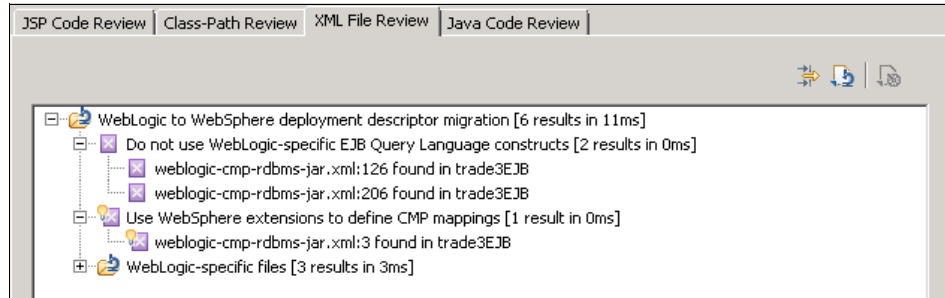 JSP Code Review Class-Path Review XML File Review Java Code Review
WebLogic to WebSphere deployment descriptor migration [6 results in 11ms]
Do not use WebLogic-specific EJB Query Language constructs [2 results in 0ms]
weblogic-cmp-rdbms-jar.xml:126 found in trade3EJB
weblogic-cmp-rdbms-jar.xml:206 found in trade3EJB
Use WebSphere extensions to define CMP mappings [1 result in 0ms]
weblogic-cmp-rdbms-jar.xml:3 found in trade3EJB
WebLogic-specific files [3 results in 3ms]